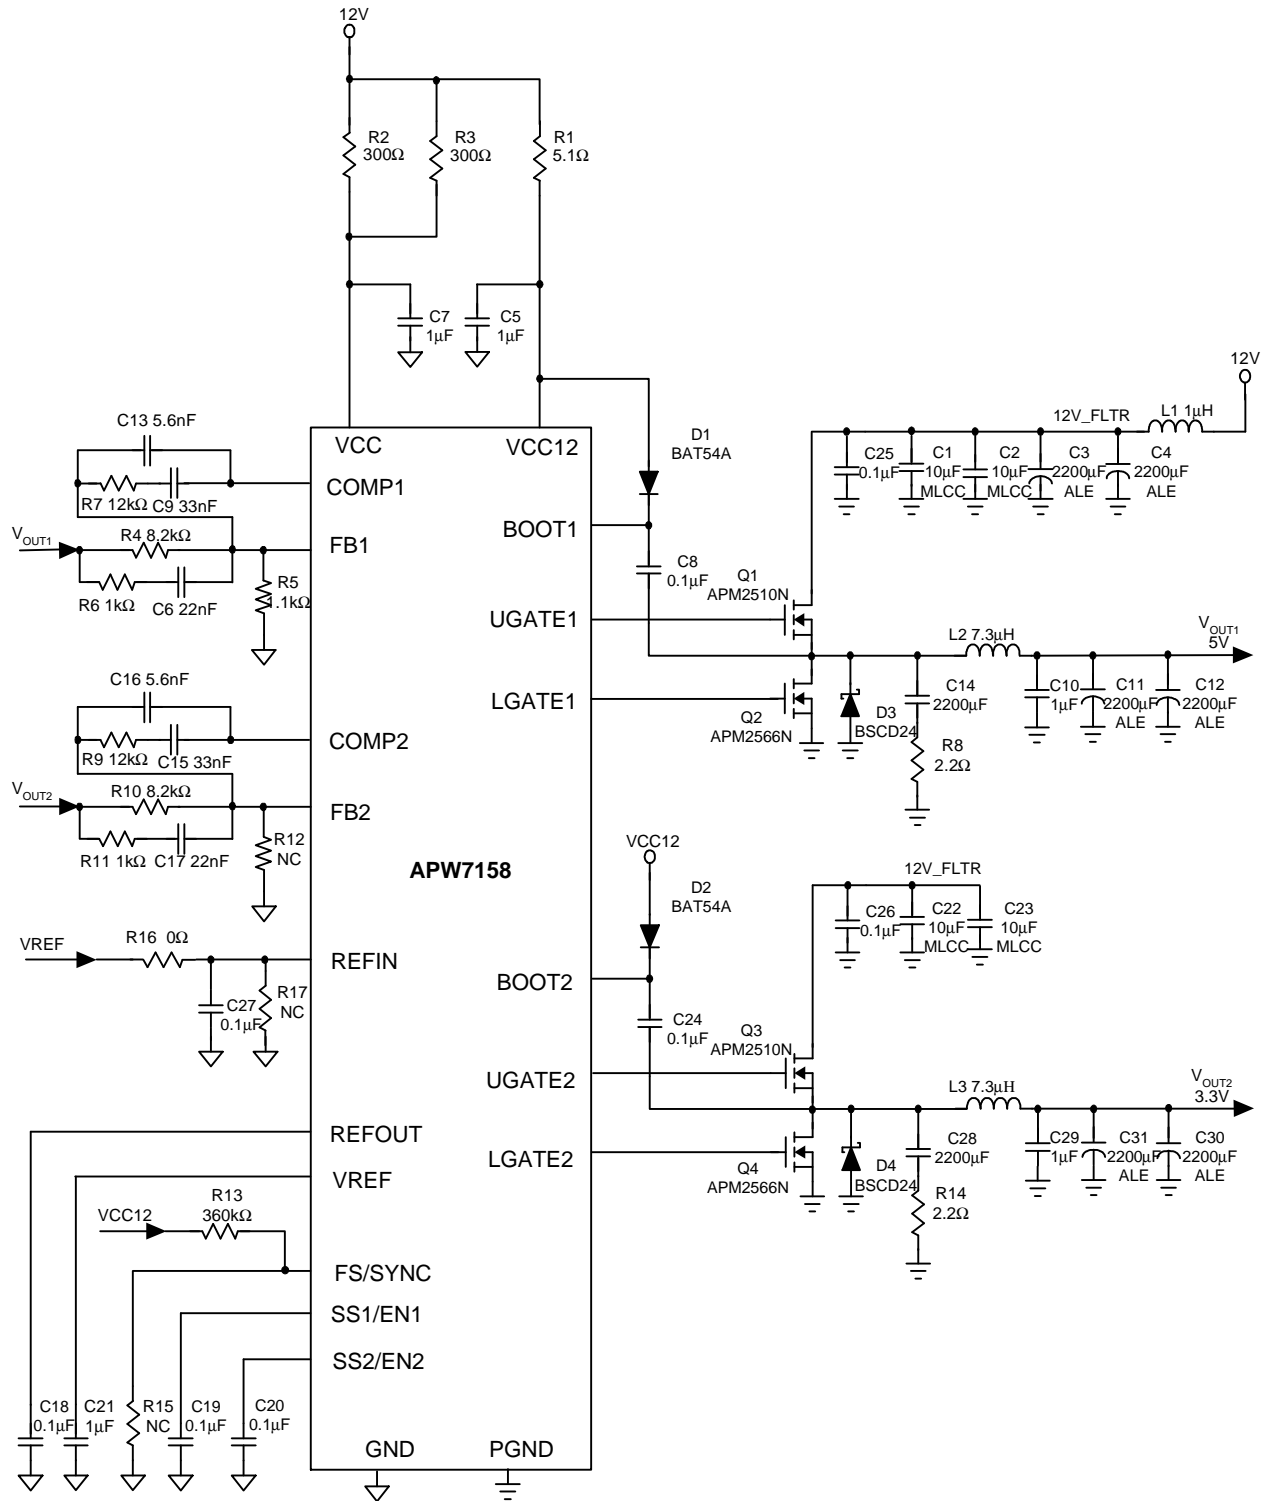 12V
R2
300Ω
R3
300Ω
R1
5.1Ω
C7
1μF
C5
1μF
12V
L1 1μH
12V_FLTR
C25
0.1μF
C1
10μF
MLCC
C2
10μF
MLCC
C3
2200μF
ALE
C4
2200μF
ALE
D1
BAT54A
C8
0.1μF
Q1
APM2510N
Q2
APM2566N
D3
BSCD24
C14
2200μF
R8
2.2Ω
L2 7.3μH
C10
1μF
C11
2200μF
ALE
C12
2200μF
ALE
VOUT1
5V
C13 5.6nF
R7 12kΩ
C9 33nF
VOUT1
R4 8.2kΩ
R6 1kΩ
C6 22nF
R5
1.1kΩ
C16 5.6nF
R9 12kΩ
C15 33nF
VOUT2
R10 8.2kΩ
R11 1kΩ
C17 22nF
R12
NC
VREF
R16 0Ω
C27
0.1μF
R17
NC
VCC
VCC12
COMP1
FB1
BOOT1
UGATE1
LGATE1
COMP2
FB2
APW7158
REFIN
BOOT2
UGATE2
REFOUT
LGATE2
VREF
FS/SYNC
SS1/EN1
SS2/EN2
GND
PGND
VCC12
D2
BAT54A
C24
0.1μF
12V_FLTR
C26
0.1μF
C22
10μF
MLCC
C23
10μF
MLCC
Q3
APM2510N
Q4
APM2566N
D4
BSCD24
C28
2200μF
R14
2.2Ω
L3 7.3μH
C29
1μF
C31
2200μF
ALE
C30
2200μF
ALE
VOUT2
3.3V
VCC12
R13
360kΩ
C18
0.1μF
C21
1μF
R15
NC
C19
0.1μF
C20
0.1μF